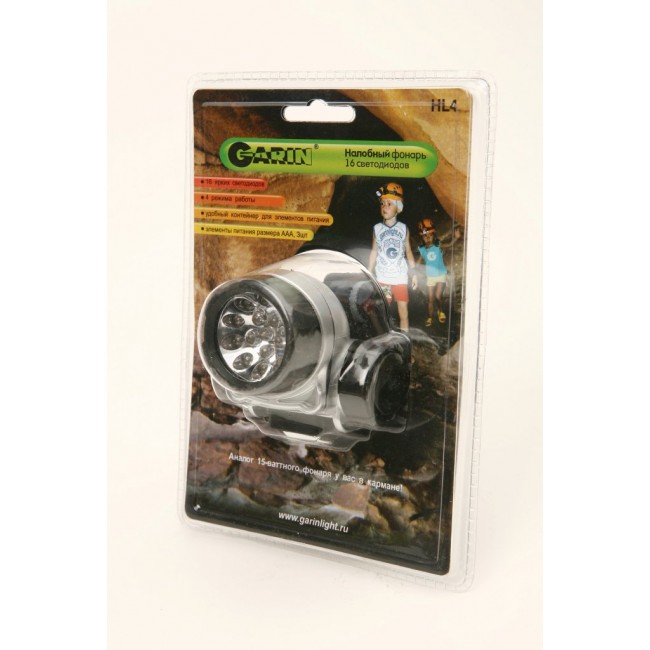 HL4
GARIN®
Налобный фонарь
16 светодиодов
16 ярких светодиодов
4 режима работы
удобный контейнер для элементов питания
элементы питания размера ААА, 3шт
G
Аналог 15-ваттного фонаря у вас в кармане!
www.garinlight.ru